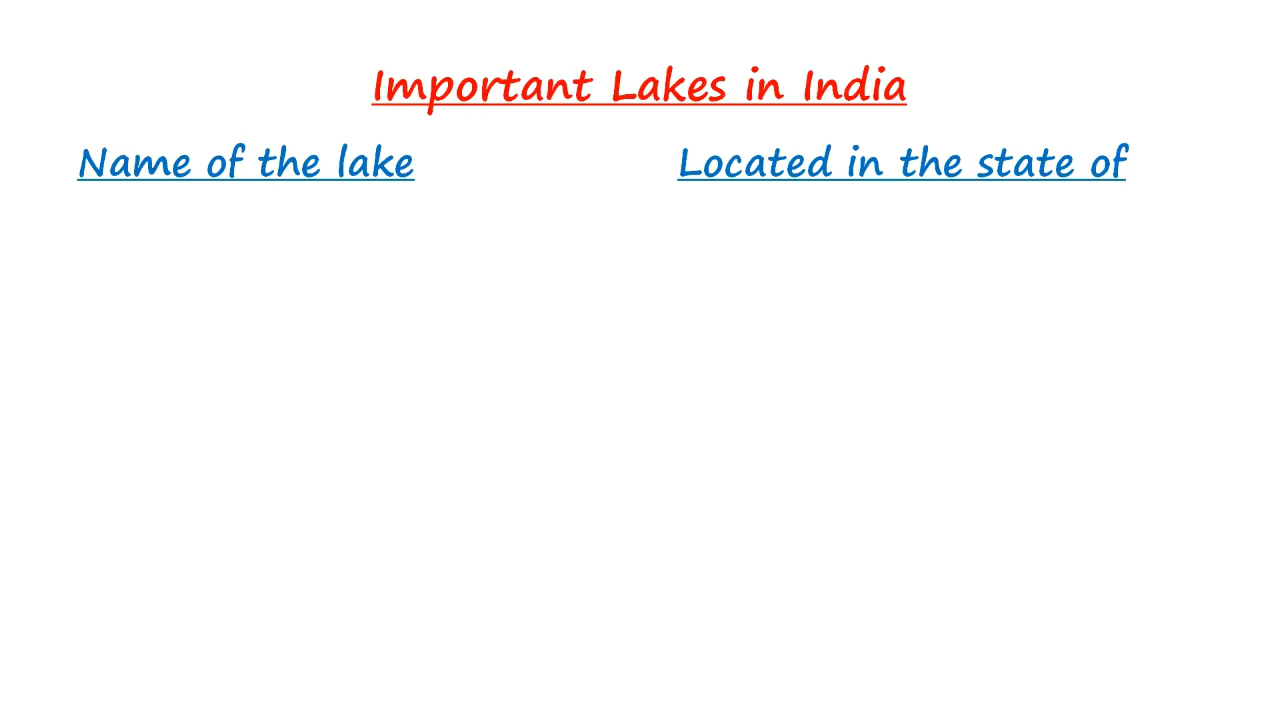 Important Lakes in India
Name of the lake
Located in the state of